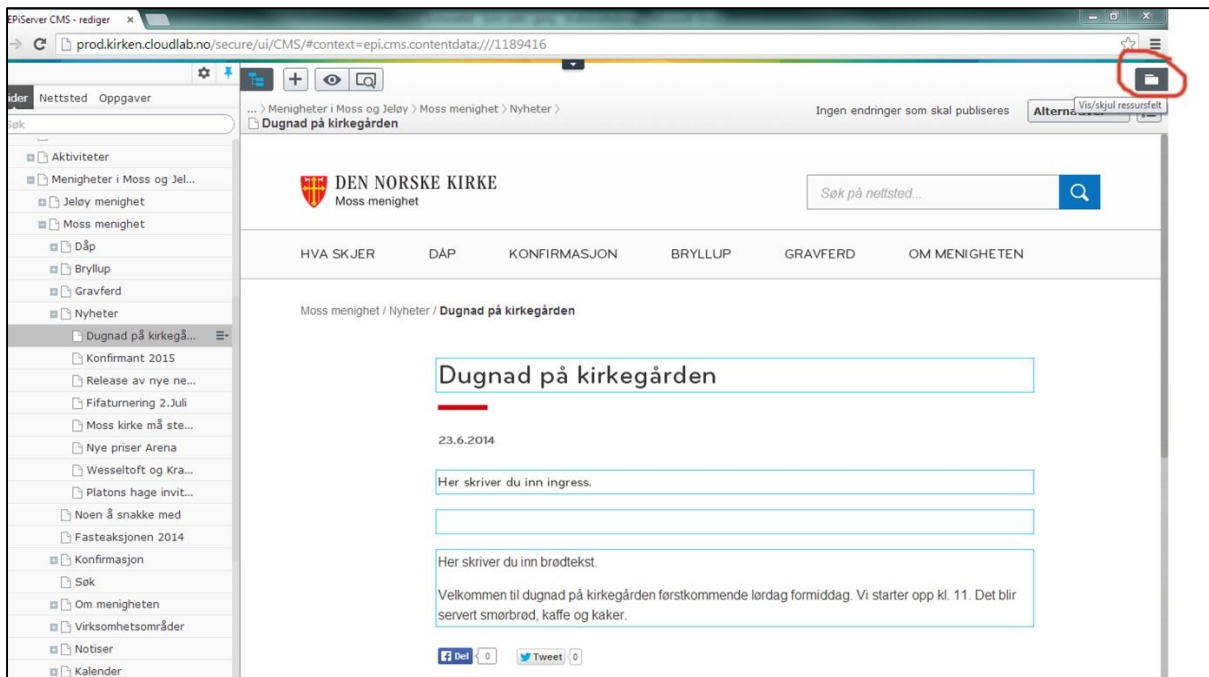 EPiServer CMS - rediger
prod.kirken.cloudlab.no/secure/ui/CMS/#context=epi.cms.contentdata:///1189416
Nettsted Oppgaver
... > Menigheter i Moss og Jeløy > Moss menighet > Nyheter >
Dugnad på kirkegården
Ingen endringer som skal publiseres
Vis/skjul ressursfelt
Aktiviteter
Menigheter i Moss og Jel...
Jeløy menighet
Moss menighet
Dåp
Bryllup
Gravferd
Nyheter
Dugnad på kirkegå...
Konfirmant 2015
Release av nye ne...
Fifaturnering 2.Juli
Moss kirke må ste...
Nye priser Arena
Wesseltoft og Kra...
Platons hage invit...
Noen å snakke med
Fasteaksjonen 2014
Konfirmasjon
Søk
Om menigheten
Virksomhetsområder
Notiser
Kalender
DEN NORSKE KIRKE
Moss menighet
Søk på nettsted...
HVA SKJER DÅP KONFIRMASJON BRYLLUP GRAVFERD OM MENIGHETEN
Moss menighet / Nyheter / Dugnad på kirkegården
Dugnad på kirkegården
23.6.2014
Her skriver du inn ingress.
Her skriver du inn brødtekst.
Velkommen til dugnad på kirkegården førstkommende lørdag formiddag. Vi starter opp kl. 11. Det blir
servert smørbrød, kaffe og kaker.
Del 0 Tweet 0